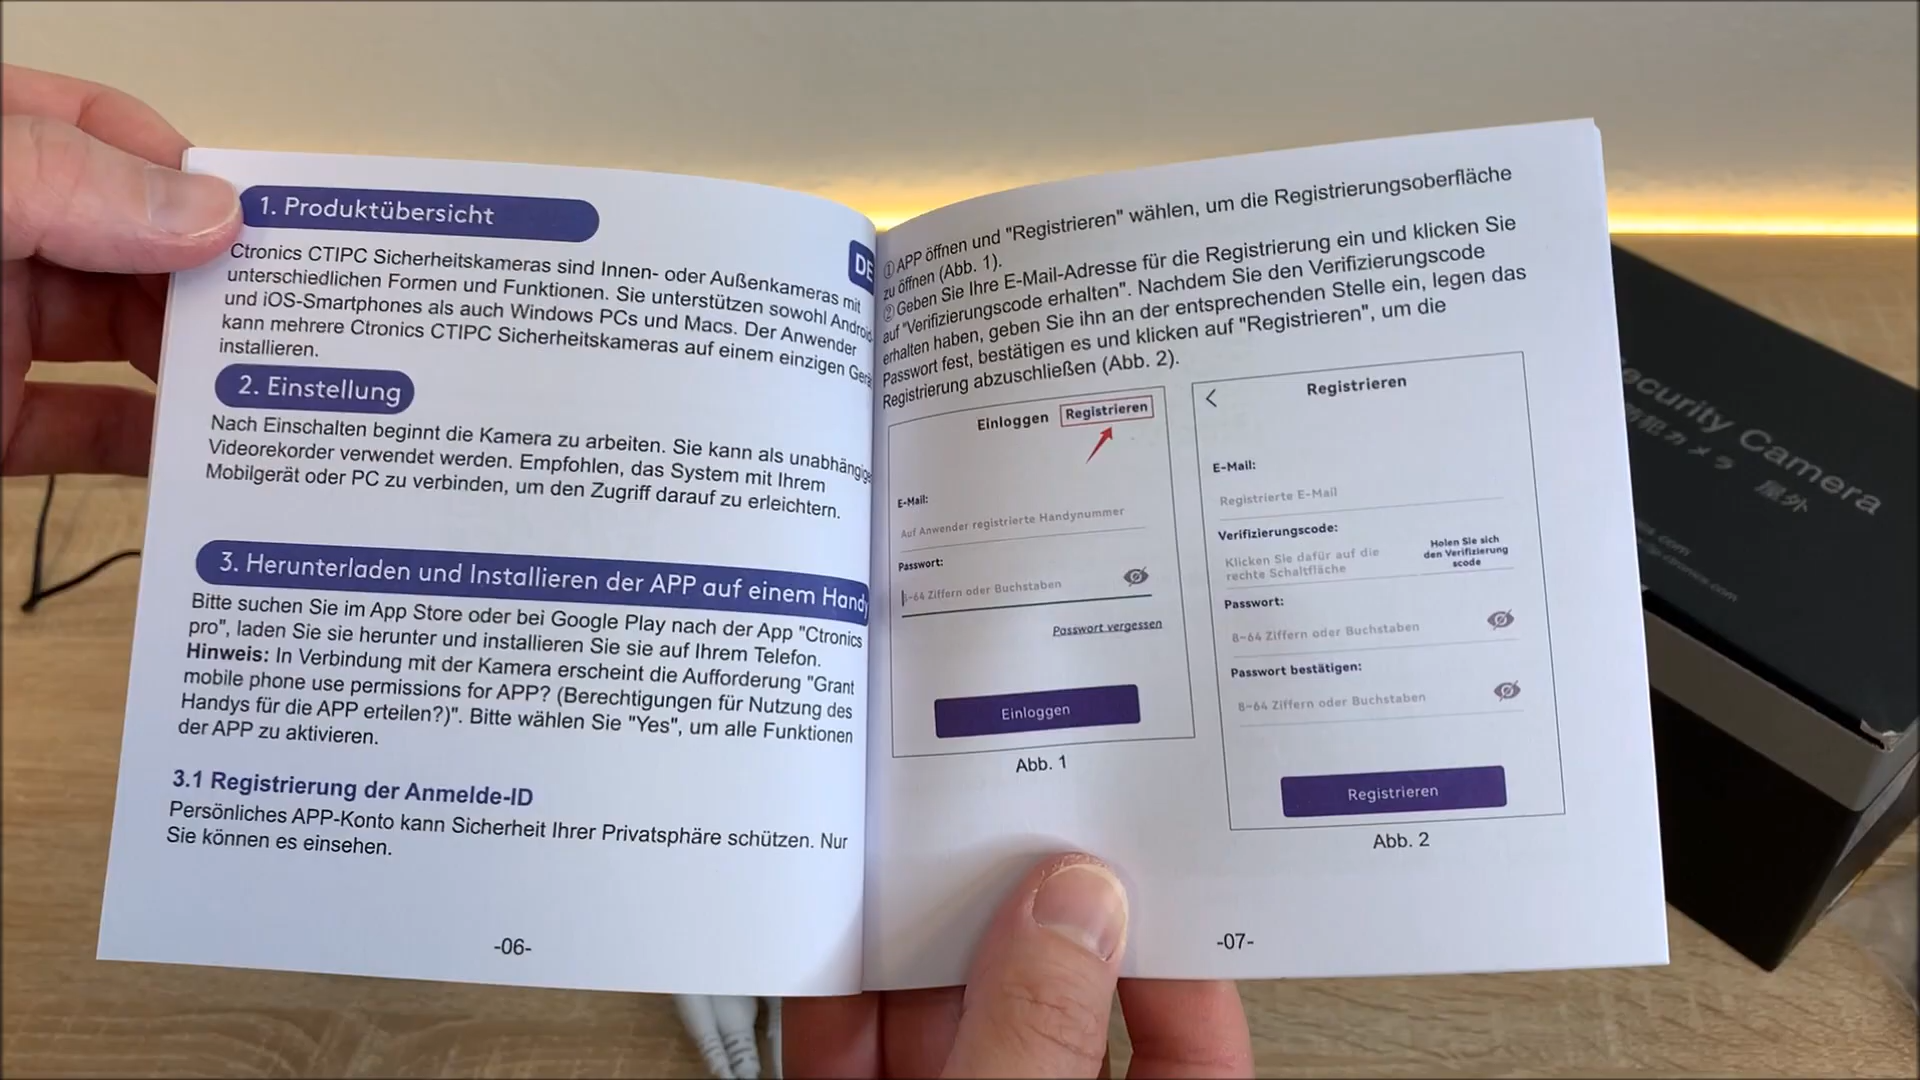 1. Produktübersicht
Ctronics CTIPC Sicherheitskameras sind Innen- oder Außenkameras mit
unterschiedlichen Formen und Funktionen. Sie unterstützen sowohl Android
und iOS-Smartphones als auch Windows PCs und Macs. Der Anwender
kann mehrere Ctronics CTIPC Sicherheitskameras auf einem einzigen Gerä
installieren.
DE
2. Einstellung
Nach Einschalten beginnt die Kamera zu arbeiten. Sie kann als unabhängige
Videorekorder verwendet werden. Empfohlen, das System mit Ihrem
Mobilgerät oder PC zu verbinden, um den Zugriff darauf zu erleichtern.
3. Herunterladen und Installieren der APP auf einem Handy
Bitte suchen Sie im App Store oder bei Google Play nach der App "Ctronics
pro", laden Sie sie herunter und installieren Sie sie auf Ihrem Telefon.
Hinweis: In Verbindung mit der Kamera erscheint die Aufforderung "Grant
mobile phone use permissions for APP? (Berechtigungen für Nutzung des
Handys für die APP erteilen?)". Bitte wählen Sie "Yes", um alle Funktionen
der APP zu aktivieren.
3.1 Registrierung der Anmelde-ID
Persönliches APP-Konto kann Sicherheit Ihrer Privatsphäre schützen. Nur
Sie können es einsehen.
-06-
① APP öffnen und "Registrieren" wählen, um die Registrierungsoberfläche
zu öffnen (Abb. 1).
② Geben Sie Ihre E-Mail-Adresse für die Registrierung ein und klicken Sie
auf "Verifizierungscode erhalten". Nachdem Sie den Verifizierungscode
erhalten haben, geben Sie ihn an der entsprechenden Stelle ein, legen das
Passwort fest, bestätigen es und klicken auf "Registrieren", um die
Registrierung abzuschließen (Abb. 2).
Einloggen Registrieren
E-Mail:
Auf Anwender registrierte Handynummer
Passwort:
8-64 Ziffern oder Buchstaben
Passwort vergessen
Einloggen
Abb. 1
Registrieren
E-Mail:
Registrierte E-Mail
Verifizierungscode:
Klicken Sie dafür auf die
rechte Schaltfläche
Holen Sie sich
den Verifizierung
scode
Passwort:
8-64 Ziffern oder Buchstaben
Passwort bestätigen:
8-64 Ziffern oder Buchstaben
Registrieren
Abb. 2
-07-
Security Camera
防犯カメラ 屋外